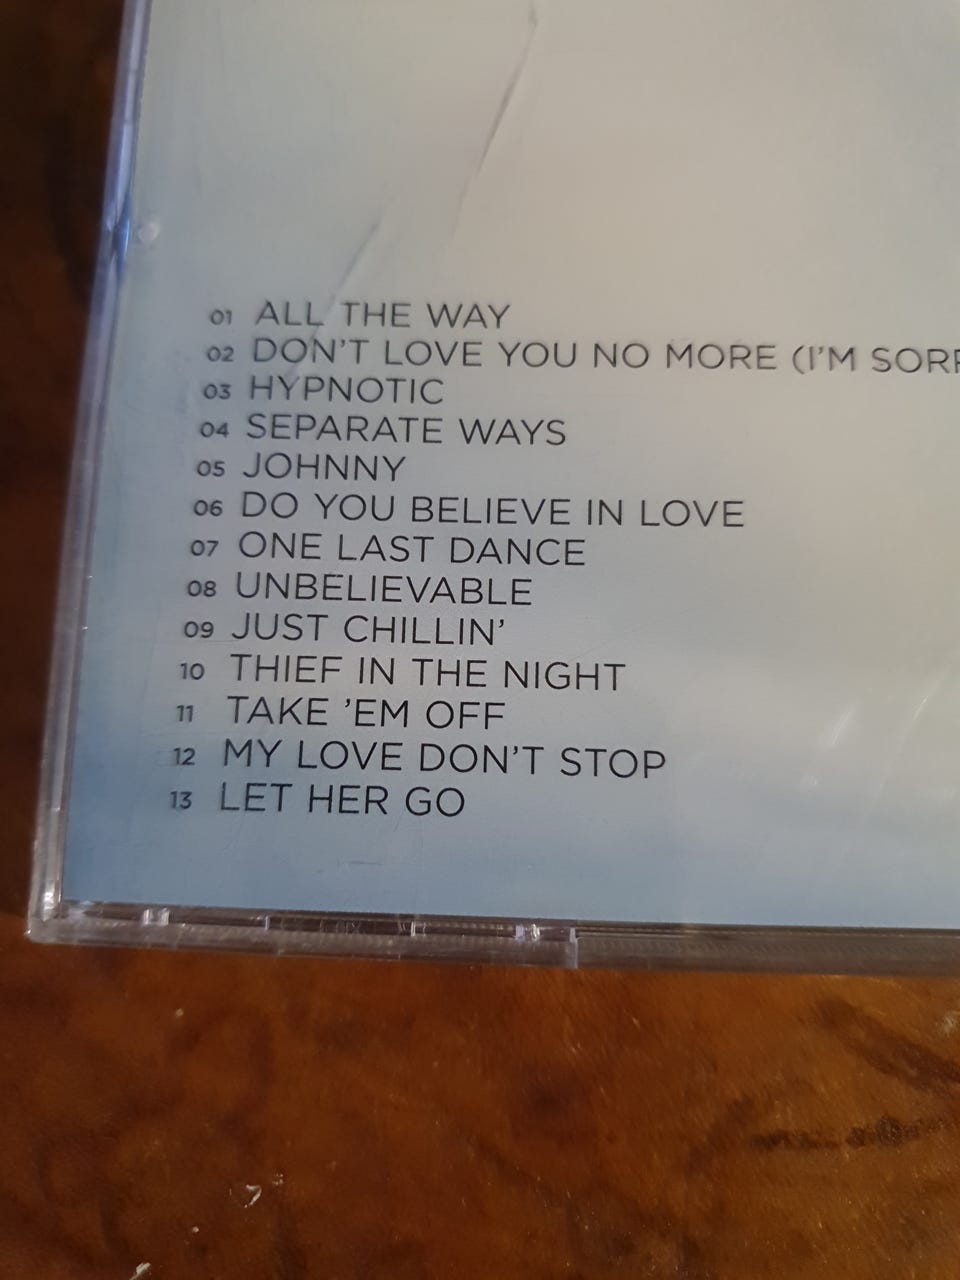 01 ALL THE WAY
02 DON'T LOVE YOU NO MORE (I'M SORR
03 HYPNOTIC
04 SEPARATE WAYS
05 JOHNNY
06 DO YOU BELIEVE IN LOVE
07 ONE LAST DANCE
08 UNBELIEVABLE
09 JUST CHILLIN'
10 THIEF IN THE NIGHT
11 TAKE 'EM OFF
12 MY LOVE DON'T STOP
13 LET HER GO